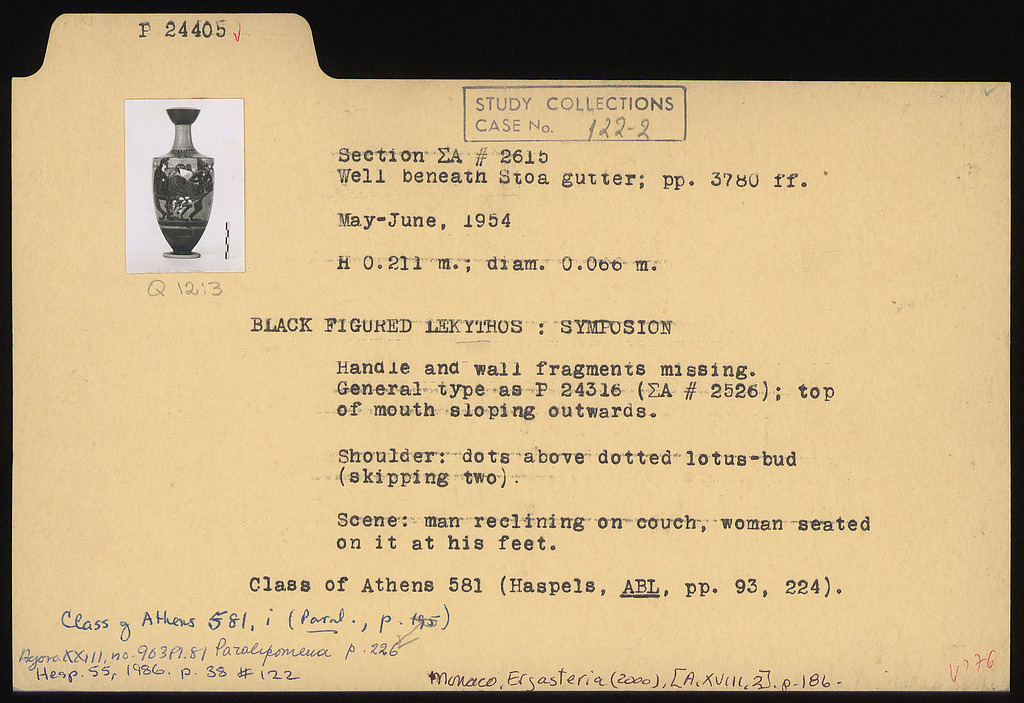 P 24405 ✓
STUDY COLLECTIONS
CASE No. 122-2
Section ΣA # 2615
Well beneath Stoa gutter; pp. 3780 ff.
May-June, 1954
H 0.211 m.; diam. 0.066 m.
Q 12:3
BLACK FIGURED LEKYTHOS : SYMPOSION
Handle and wall fragments missing.
General type as P 24316 (ΣA # 2526); top
of mouth sloping outwards.
Shoulder: dots above dotted lotus-bud
(skipping two).
Scene: man reclining on couch, woman seated
on it at his feet.
Class of Athens 581 (Haspels, ABL, pp. 93, 224).
Class of Athens 581, i (Paral., p. )
Agora XXIII, no. 903 Pl. 81 Paralipomena p. 226
Hesp. 55, 1986. p. 38 # 122
Monaco, Ergasteria (2000), [A.XVIII, 2]. p. 186.